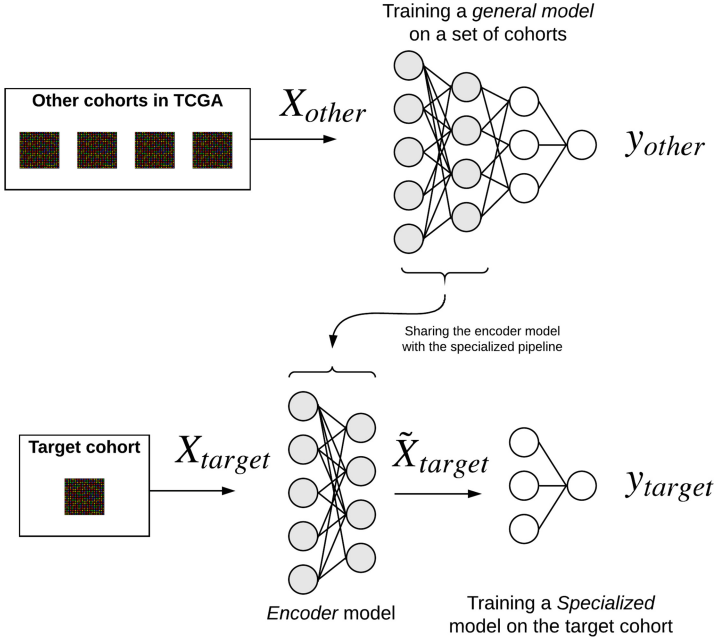 Training a general model
on a set of cohorts
Other cohorts in TCGA
X_other
y_other
Sharing the encoder model
with the specialized pipeline
Target cohort
X_target
X̃_target
y_target
Encoder model
Training a Specialized
model on the target cohort